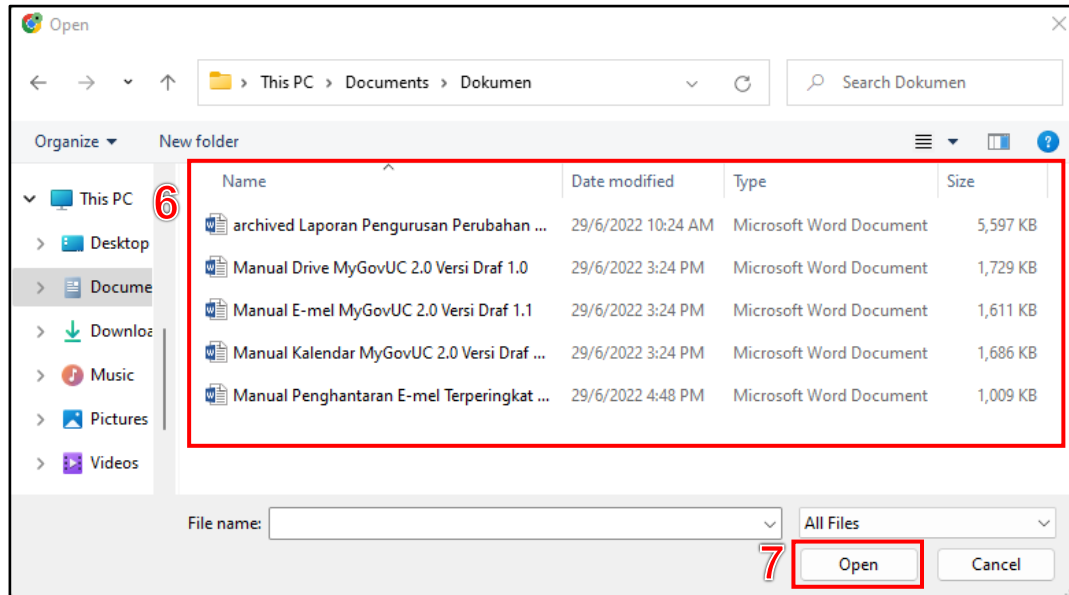 Open
This PC > Documents > Dokumen
Search Dokumen
Organize
New folder
6
Name Date modified Type Size
This PC
Desktop
Docume
Downloa
Music
Pictures
Videos
archived Laporan Pengurusan Perubahan ... 29/6/2022 10:24 AM Microsoft Word Document 5,597 KB
Manual Drive MyGovUC 2.0 Versi Draf 1.0 29/6/2022 3:24 PM Microsoft Word Document 1,729 KB
Manual E-mel MyGovUC 2.0 Versi Draf 1.1 29/6/2022 3:24 PM Microsoft Word Document 1,611 KB
Manual Kalendar MyGovUC 2.0 Versi Draf ... 29/6/2022 3:24 PM Microsoft Word Document 1,686 KB
Manual Penghantaran E-mel Terperingkat ... 29/6/2022 4:48 PM Microsoft Word Document 1,009 KB
File name:
All Files
7
Open
Cancel